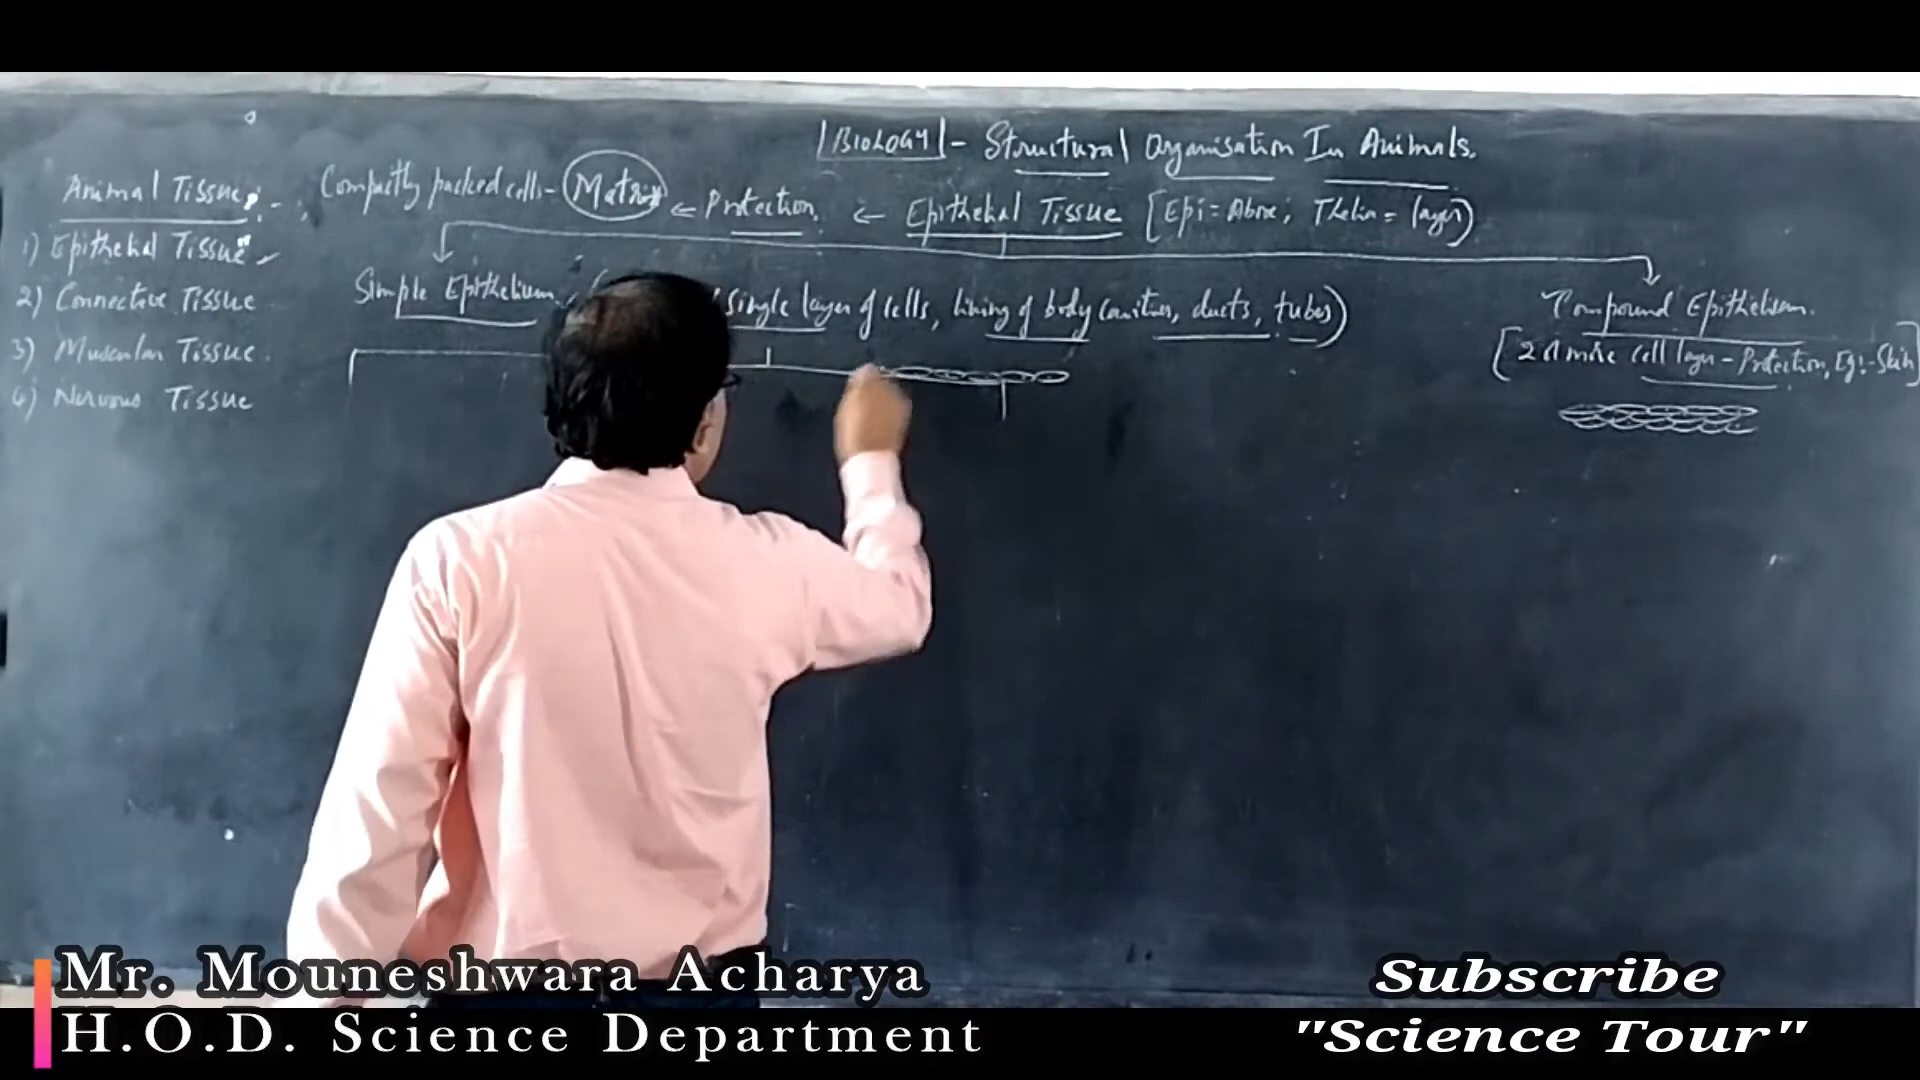 |BIOLOGY| - Structural Organisation In Animals.
Animal Tissue:-
Compactly packed cells - Matrix ← Protection. ← Epithelial Tissue [Epi = Above; Thelia = layer)
1) Epithelial Tissue
2) Connective Tissue
3) Muscular Tissue.
4) Nervous Tissue
Simple Epithelium
single layer of cells, lining of body cavities, ducts, tubes)
Compound Epithelium.
[2 or more cell layer - Protection, Eg:- Skin]
Mr. Mouneshwara Acharya
H.O.D. Science Department
Subscribe
"Science Tour"